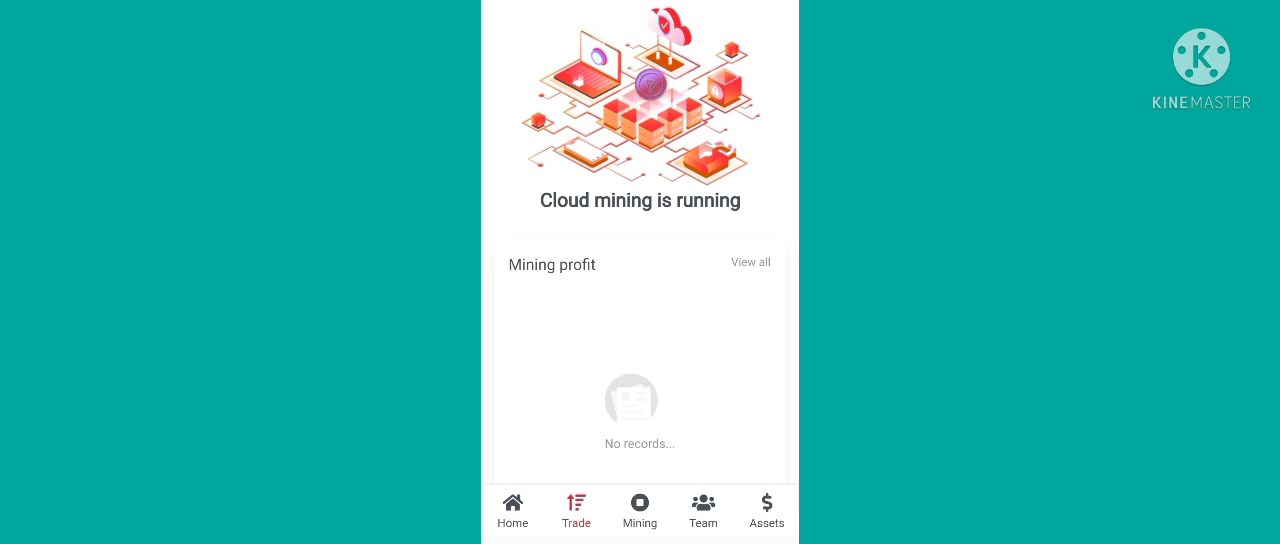 KINEMASTER
Cloud mining is running
Mining profit
View all
No records...
Home
Trade
Mining
Team
Assets